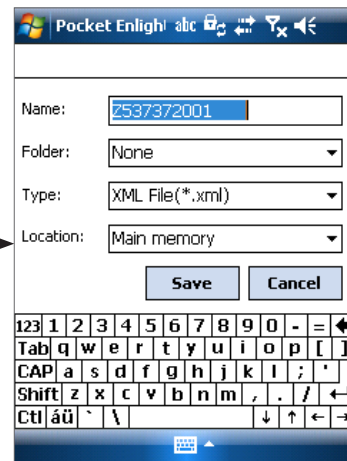 Pocket Enligh abc
Name: Z537372001
Folder: None
Type: XML File(*.xml)
Location: Main memory
Save Cancel
123 1 2 3 4 5 6 7 8 9 0 - =
Tab q w e r t y u i o p [ ]
CAP a s d f g h j k l ; '
Shift z x c v b n m , . /
Ctl áü ` \